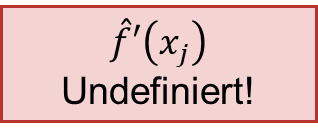 f̂′(xⱼ)
Undefiniert!